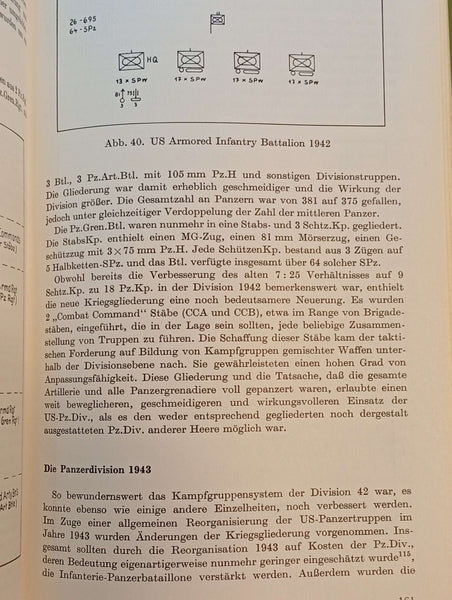 26 - 695
64 - SPz
HQ
13 x SPW
17 x SPW
17 x SPW
17 x SPW
Abb. 40. US Armored Infantry Battalion 1942
3 Btl., 3 Pz.Art.Btl. mit 105 mm Pz.H und sonstigen Divisionstruppen.
Die Gliederung war damit erheblich geschmeidiger und die Wirkung
der Division größer. Die Gesamtzahl an Panzern war von 381 auf 375 gefallen,
jedoch unter gleichzeitiger Verdoppelung der Zahl der mittleren Panzer.
Die Pz.Gren.Btl. waren nunmehr in eine Stabs- und 3 Schtz.Kp. gegliedert.
Die StabsKp. enthielt einen MG-Zug, einen 81 mm Mörserzug, einen Ge-
schützzug mit 3 × 75 mm Pz.H. Jede SchützenKp. bestand aus 3 Zügen auf
5 Halbketten-SPz. und das Btl. verfügte insgesamt über 64 solcher SPz.
Obwohl bereits die Verbesserung des alten 7 : 25 Verhältnisses auf 9
Schtz.Kp. zu 18 Pz.Kp. in der Division 1942 bemerkenswert war, enthielt
die neue Kriegsgliederung eine noch bedeutsamere Neuerung. Es wurden
2 „Combat Command“ Stäbe (CCA und CCB), etwa im Range von Brigade-
stäben, eingeführt, die in der Lage sein sollten, jede beliebige Zusammen-
stellung von Truppen zu führen. Die Schaffung dieser Stäbe kam der takti-
schen Forderung auf Bildung von Kampfgruppen gemischter Waffen unter-
halb der Divisionsebene nach. Sie gewährleisteten einen hohen Grad von
Anpassungsfähigkeit. Diese Gliederung und die Tatsache, daß die gesamte
Artillerie und alle Panzergrenadiere voll gepanzert waren, erlaubte einen
weit beweglicheren, geschmeidigeren und wirkungsvolleren Einsatz der
US-Pz.Div., als es den weder entsprechend gegliederten noch dergestalt
ausgestatteten Pz.Div. anderer Heere möglich war.
Die Panzerdivision 1943
So bewundernswert das Kampfgruppensystem der Division 42 war, es
konnte ebenso wie einige andere Einzelheiten, noch verbessert werden.
Im Zuge einer allgemeinen Reorganisierung der US-Panzertruppen im
Jahre 1943 wurden Änderungen der Kriegsgliederung vorgenommen. Ins-
gesamt sollten durch die Reorganisation 1943 auf Kosten der Pz.Div.,
deren Bedeutung eigenartigerweise nunmehr geringer eingeschätzt wurde¹¹⁵,
die Infanterie-Panzerbataillone verstärkt werden. Außerdem wurden die
161